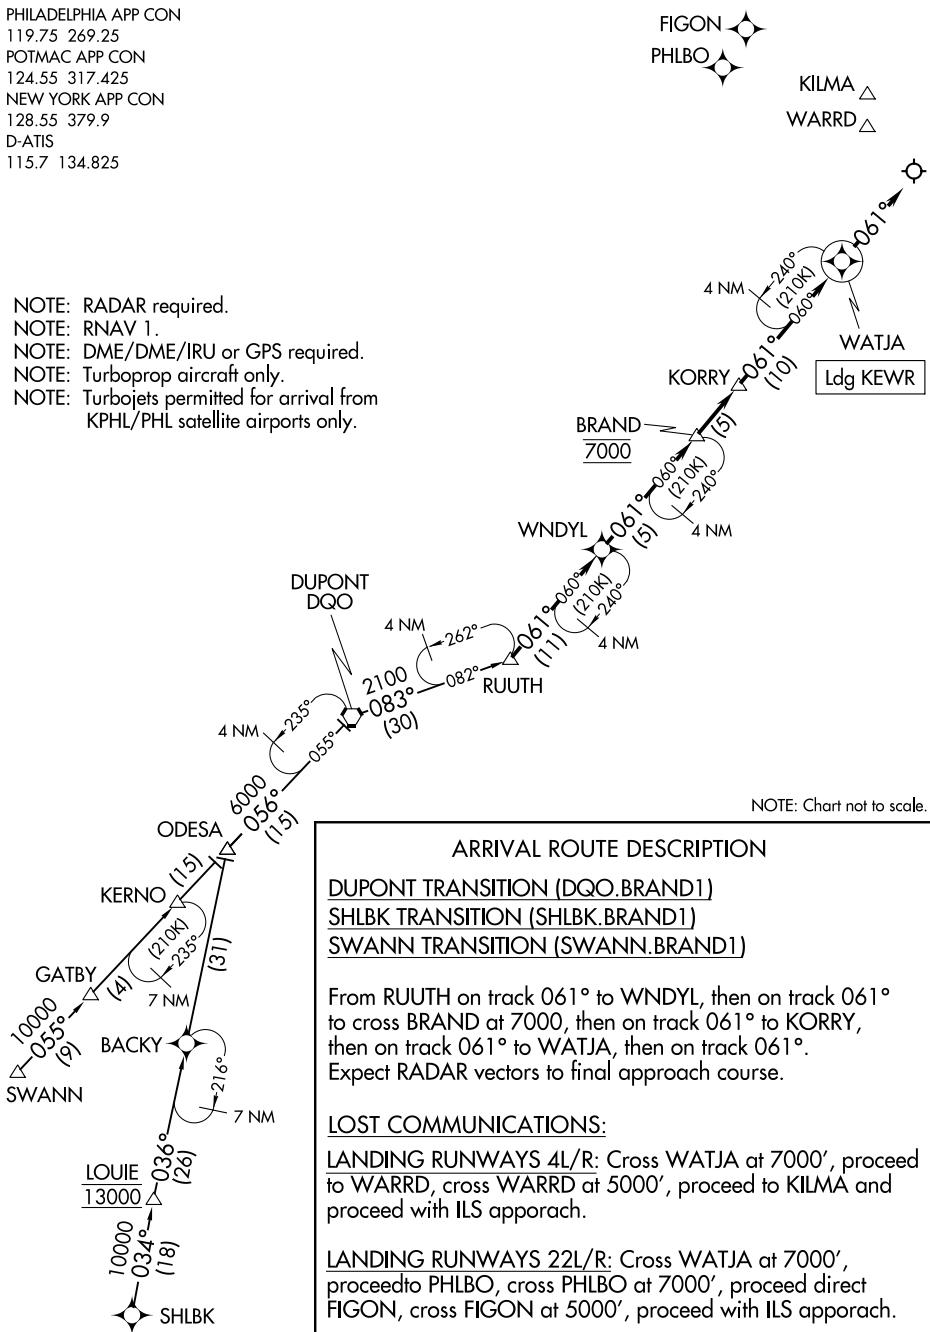 PHILADELPHIA APP CON
119.75 269.25
POTMAC APP CON
124.55 317.425
NEW YORK APP CON
128.55 379.9
D-ATIS
115.7 134.825
FIGON
PHLBO
KILMA
WARRD
NOTE: RADAR required.
NOTE: RNAV 1.
NOTE: DME/DME/IRU or GPS required.
NOTE: Turboprop aircraft only.
NOTE: Turbojets permitted for arrival from
KPHL/PHL satellite airports only.
061°
240°
(210K)
060°
4 NM
WATJA
Ldg KEWR
KORRY
061°
(10)
BRAND
7000
(5)
060°
(210K)
240°
4 NM
WNDYL
061°
(5)
060°
(210K)
240°
4 NM
DUPONT
DQO
4 NM
262°
082°
061°
(11)
RUUTH
2100
083°
(30)
4 NM
235°
055°
6000
056°
(15)
ODESA
(15)
KERNO
(210K)
235°
7 NM
(31)
GATBY
(4)
10000
055°
(9)
SWANN
BACKY
216°
7 NM
036°
(26)
LOUIE
13000
10000
034°
(18)
SHLBK
NOTE: Chart not to scale.
ARRIVAL ROUTE DESCRIPTION
DUPONT TRANSITION (DQO.BRAND1)
SHLBK TRANSITION (SHLBK.BRAND1)
SWANN TRANSITION (SWANN.BRAND1)
From RUUTH on track 061° to WNDYL, then on track 061°
to cross BRAND at 7000, then on track 061° to KORRY,
then on track 061° to WATJA, then on track 061°.
Expect RADAR vectors to final approach course.
LOST COMMUNICATIONS:
LANDING RUNWAYS 4L/R: Cross WATJA at 7000′, proceed
to WARRD, cross WARRD at 5000′, proceed to KILMA and
proceed with ILS apporach.
LANDING RUNWAYS 22L/R: Cross WATJA at 7000′,
proceedto PHLBO, cross PHLBO at 7000′, proceed direct
FIGON, cross FIGON at 5000′, proceed with ILS apporach.